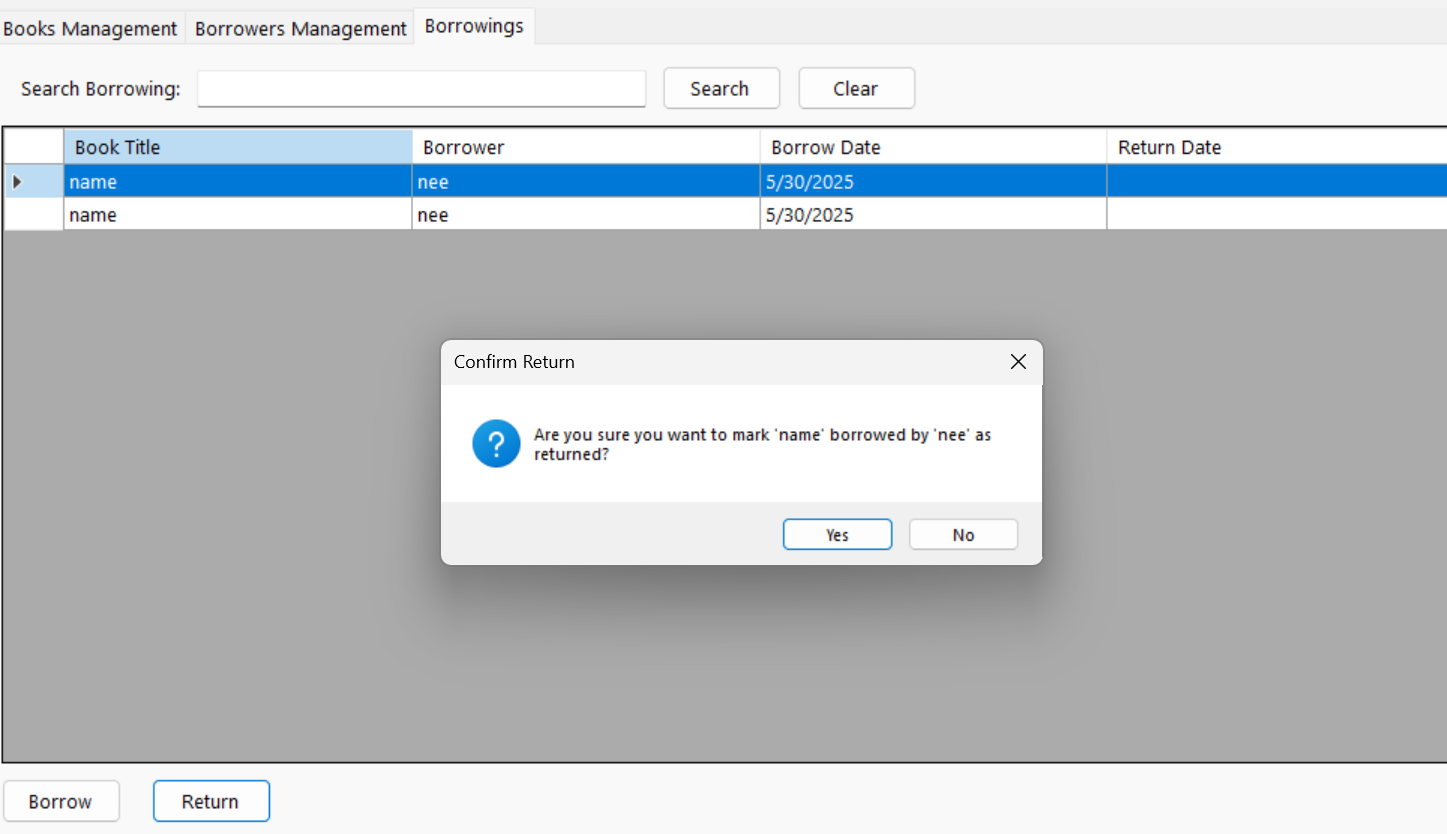 Books Management Borrowers Management Borrowings
Search Borrowing: Search Clear
Book Title Borrower Borrow Date Return Date
name nee 5/30/2025
name nee 5/30/2025
Confirm Return
Are you sure you want to mark 'name' borrowed by 'nee' as
returned?
Yes No
Borrow Return